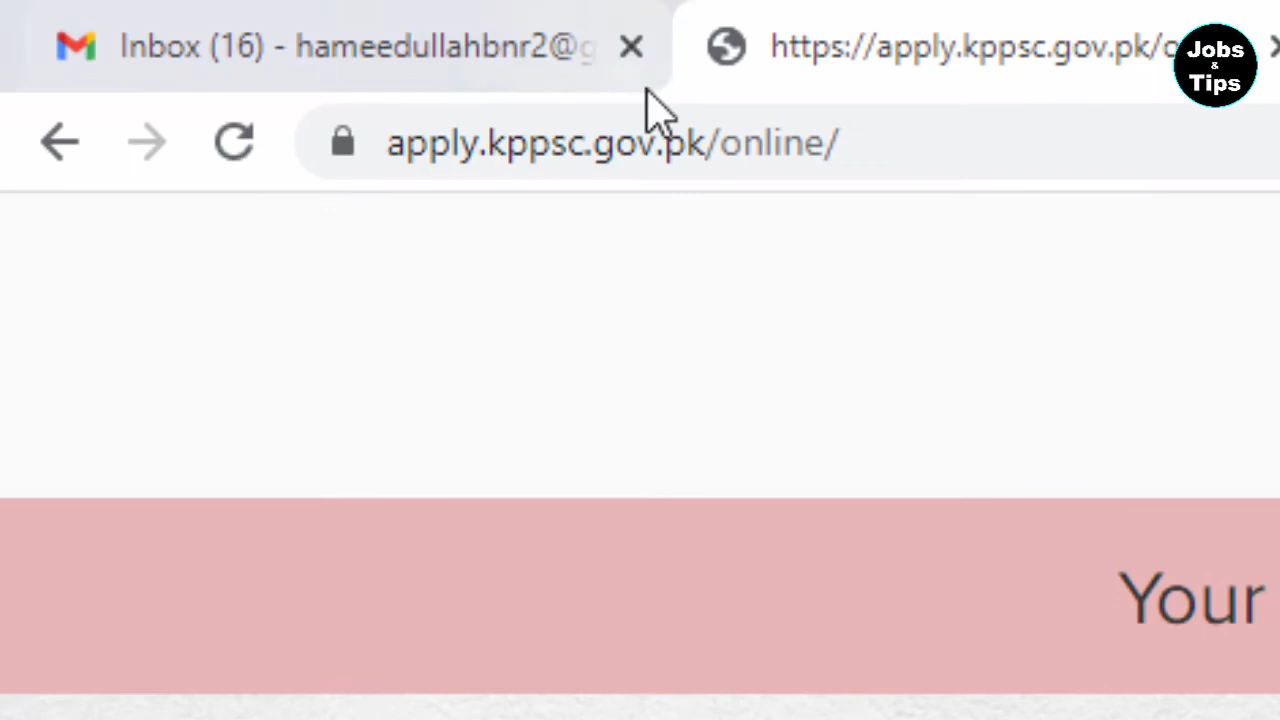 Inbox (16) - hameedullahbnr2@g
https://apply.kppsc.gov.pk/o
Jobs
&
Tips
apply.kppsc.gov.pk/online/
Your